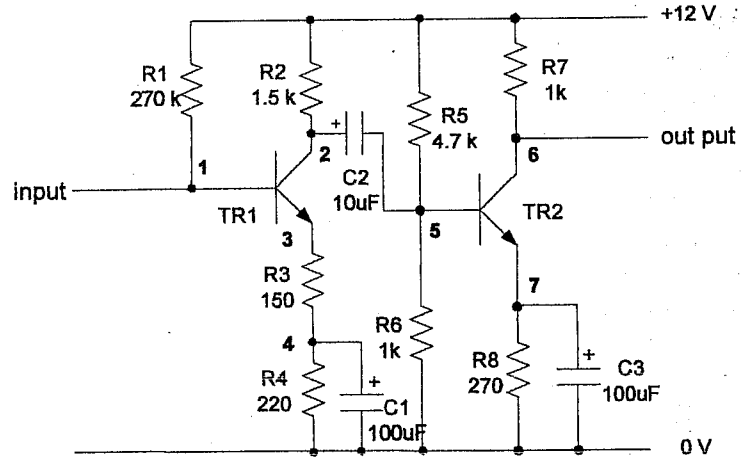 +12 V
R1
270 k
R2
1.5 k
R5
4.7 k
R7
1k
+
1
2
6
out put
input
C2
10uF
TR1
5
TR2
3
7
R3
150
4
R6
1k
R8
270
+
C3
100uF
R4
220
+
C1
100uF
0 V